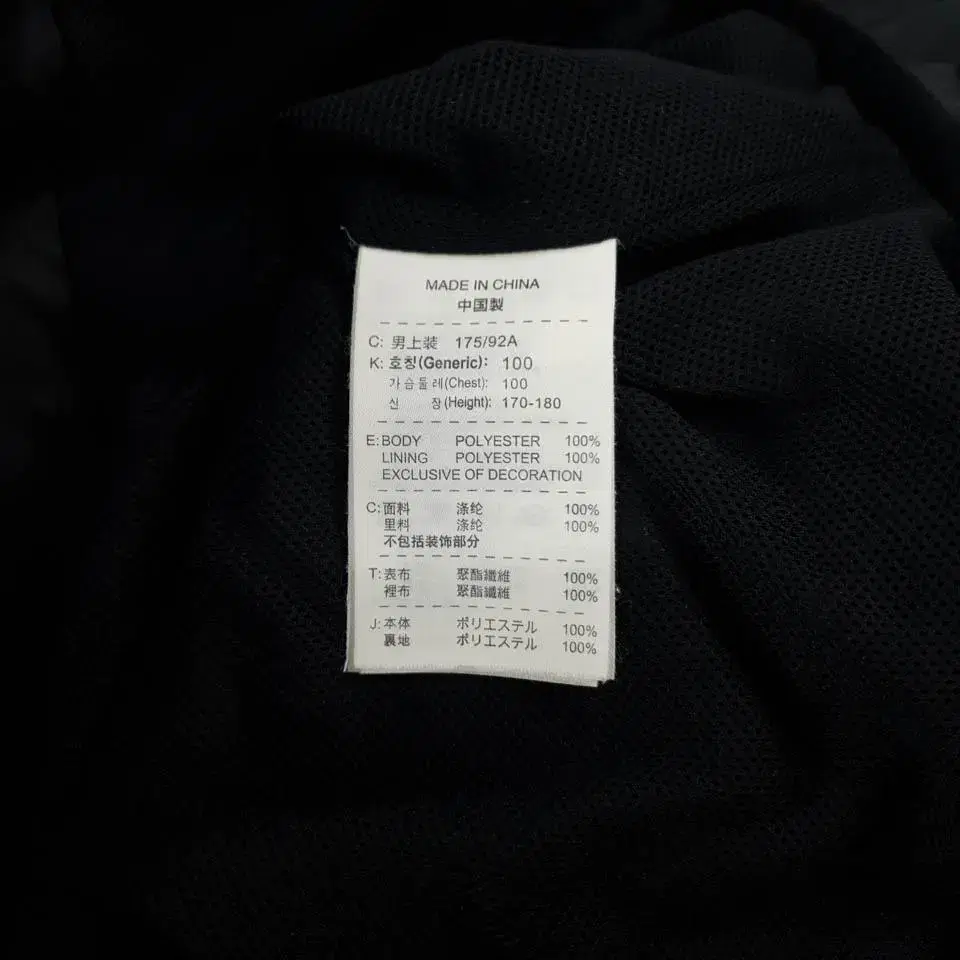 MADE IN CHINA
中国製
C: 男上装 175/92A
K: 호칭(Generic): 100
가슴둘레(Chest): 100
신 장(Height): 170-180
E: BODY POLYESTER 100%
LINING POLYESTER 100%
EXCLUSIVE OF DECORATION
C: 面料 涤纶 100%
里料 涤纶 100%
不包括装饰部分
T: 表布 聚酯纖維 100%
裡布 聚酯纖維 100%
J: 本体 ポリエステル 100%
裏地 ポリエステル 100%